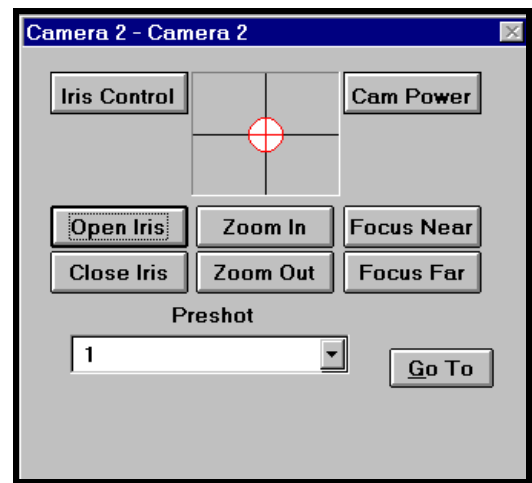 Camera 2 - Camera 2
Iris Control Cam Power
Open Iris Zoom In Focus Near
Close Iris Zoom Out Focus Far
Preshot
1
Go To